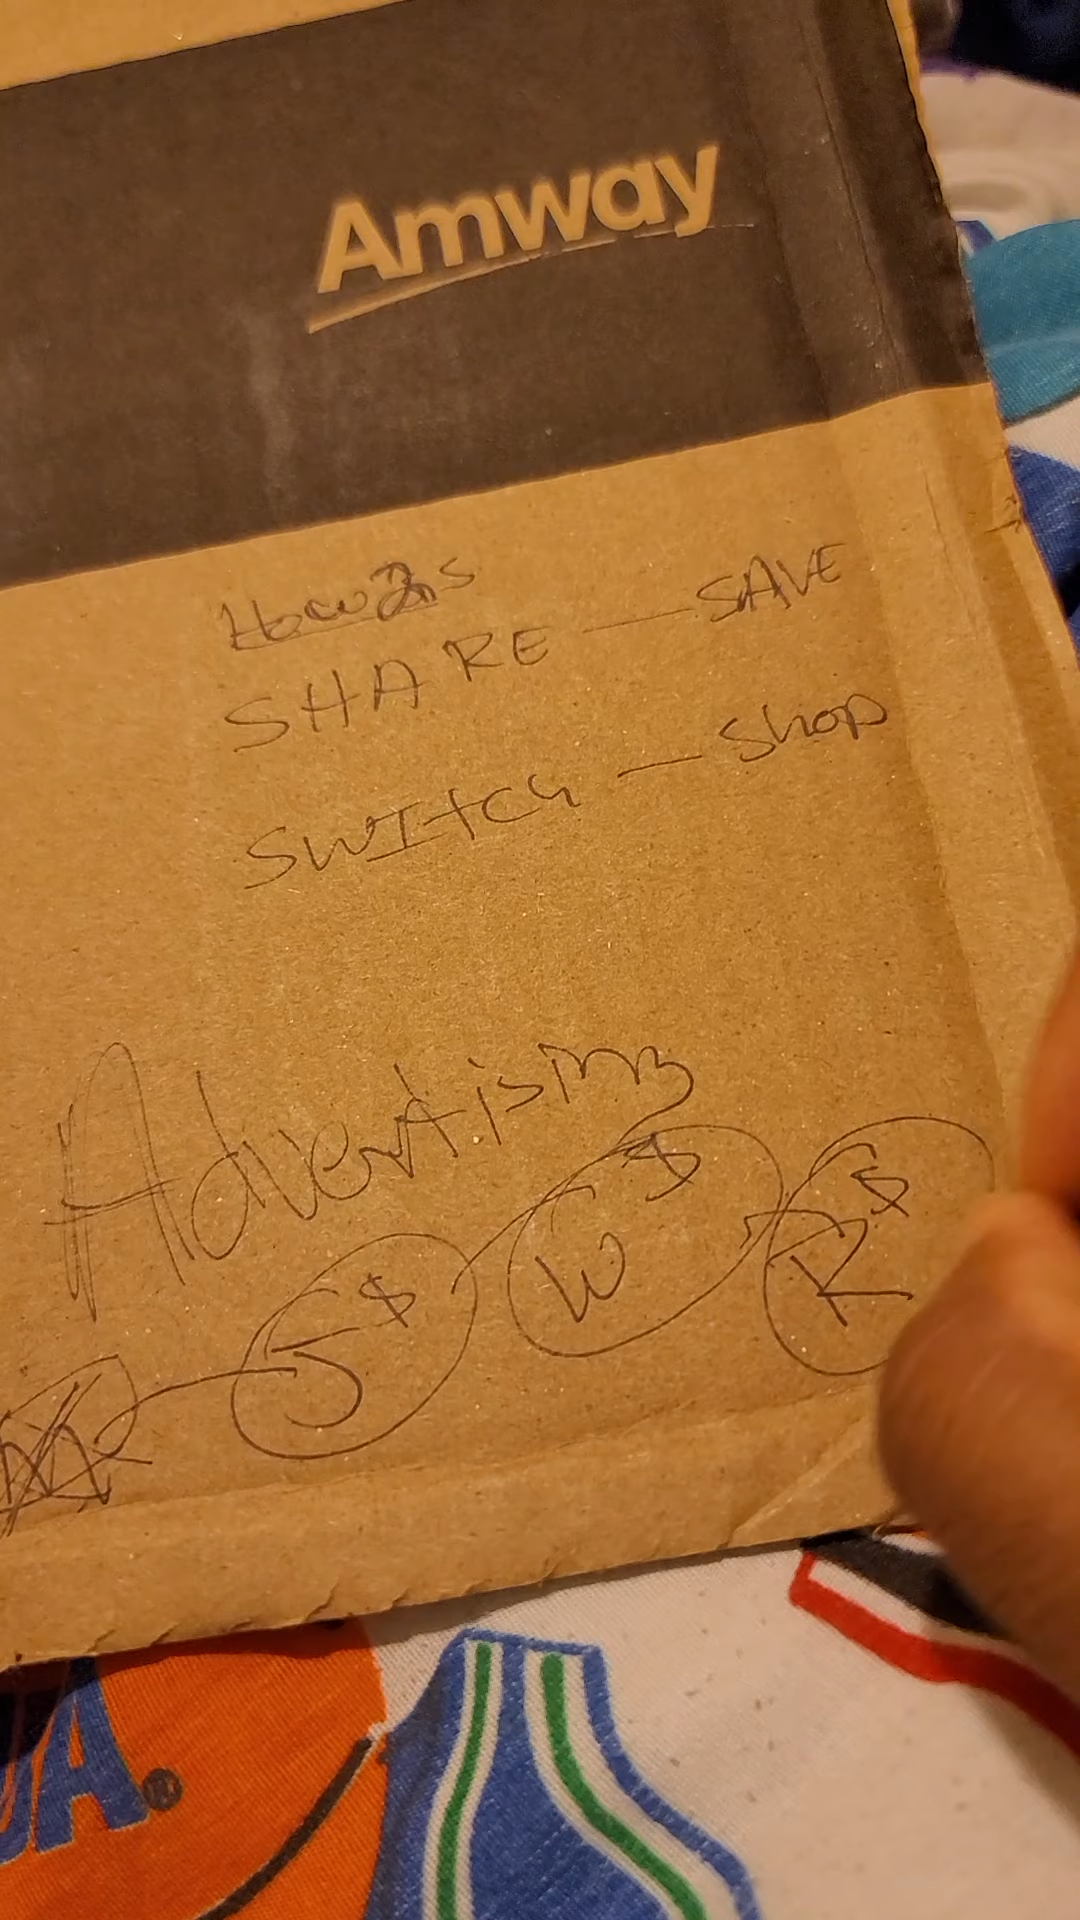 Amway
SHARE — SAVE
SWITCH — Shop
Advertising
J $ W $ R $
A.®